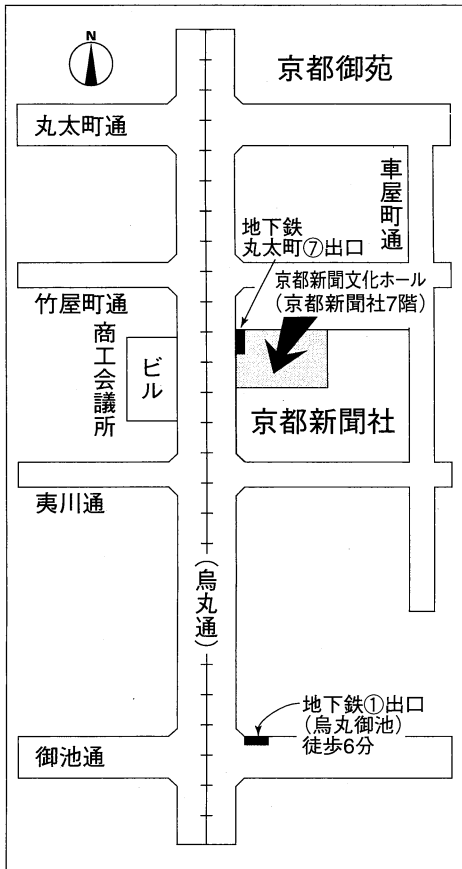 N
京都御苑
丸太町通
車屋町通
地下鉄
丸太町⑦出口
京都新聞文化ホール
(京都新聞社7階)
竹屋町通
商工会議所
ビル
京都新聞社
夷川通
(烏丸通)
地下鉄①出口
(烏丸御池)
徒歩6分
御池通